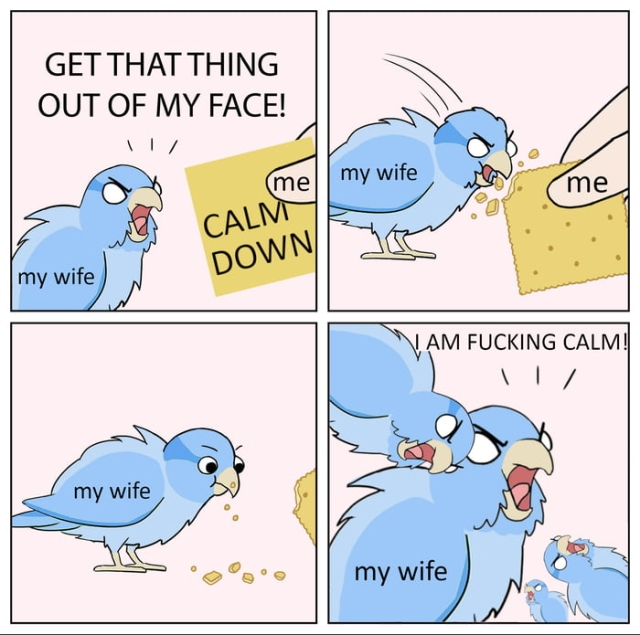 GET THAT THING
OUT OF MY FACE!
me
CALM
DOWN
my wife
my wife
me
my wife
I AM FUCKING CALM!
my wife